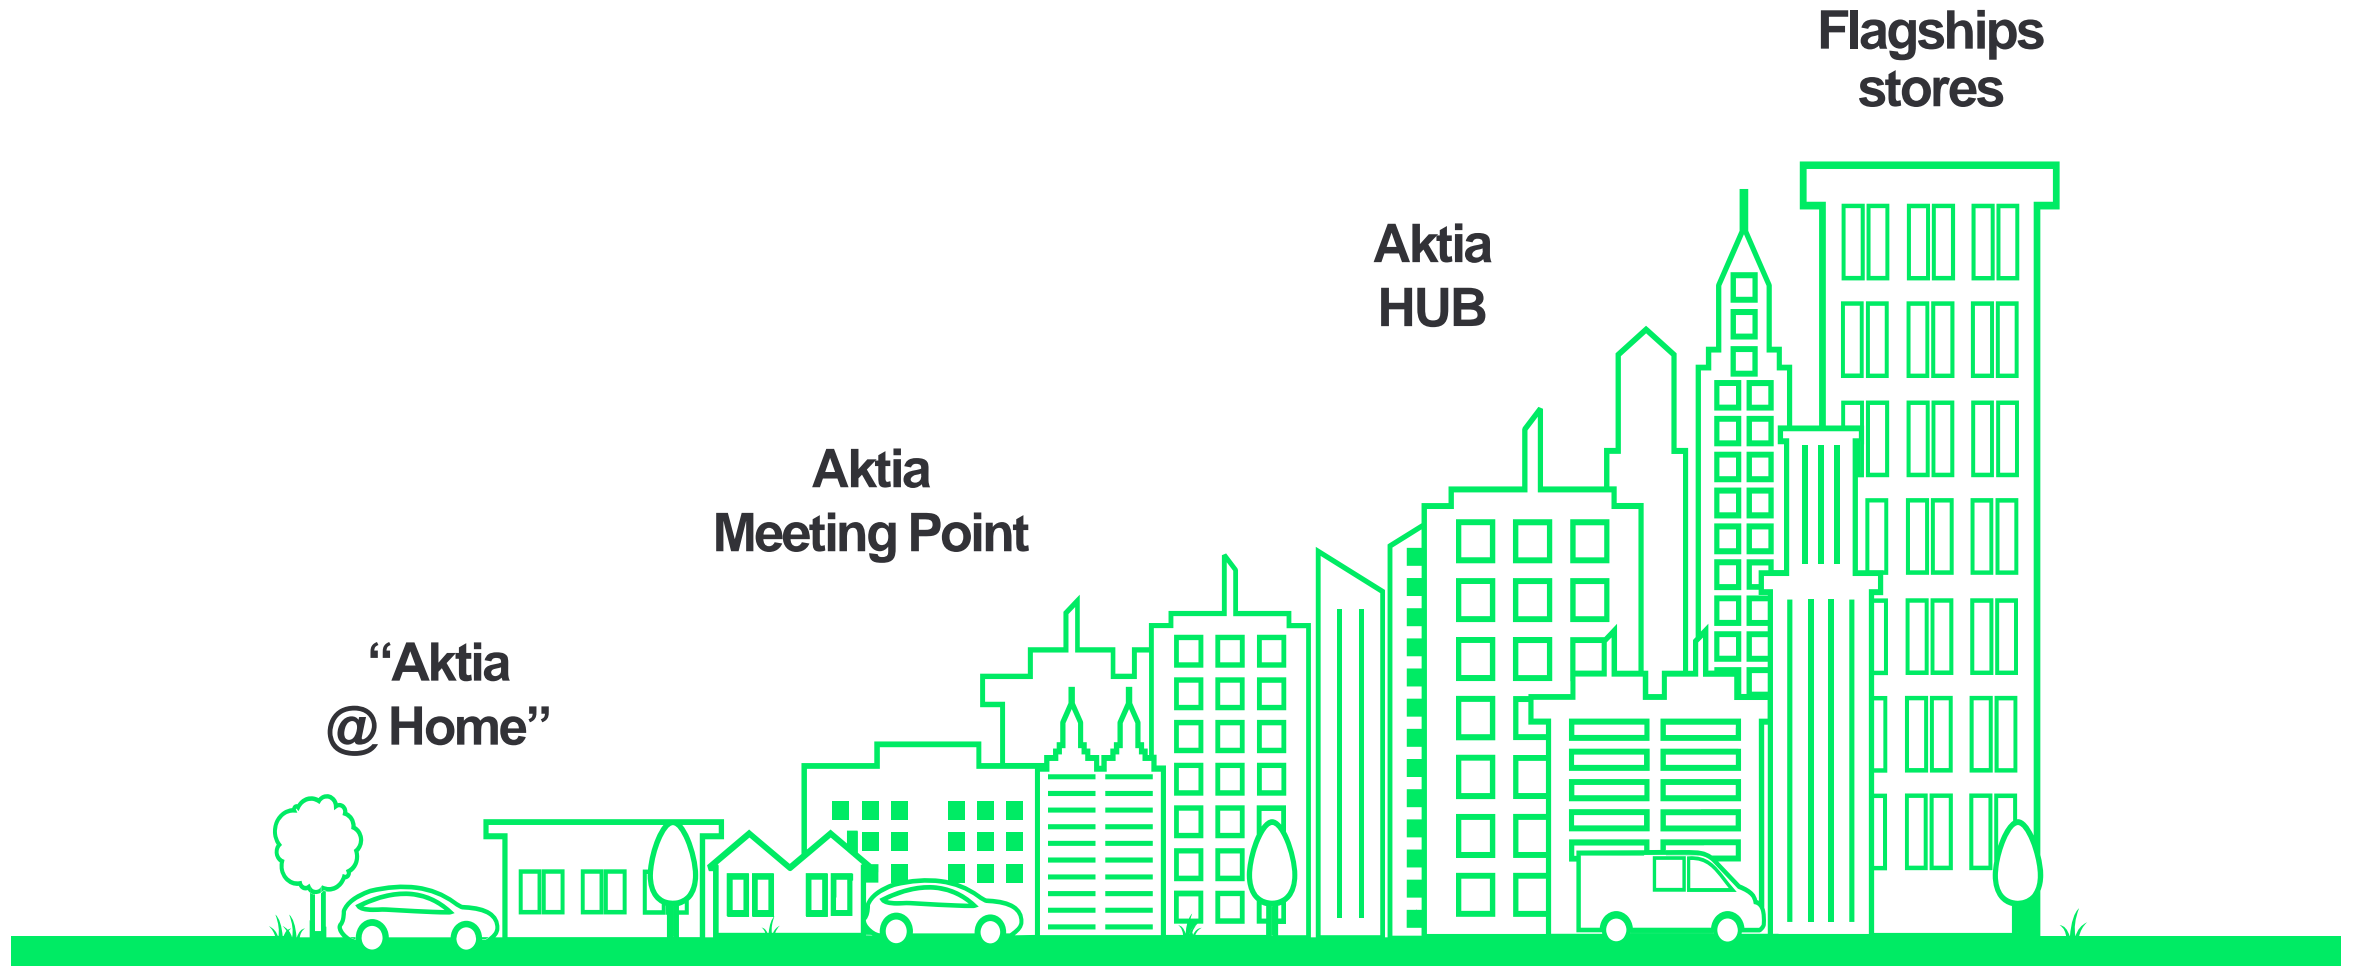 Flagships
stores
Aktia
HUB
Aktia
Meeting Point
“Aktia
@ Home”